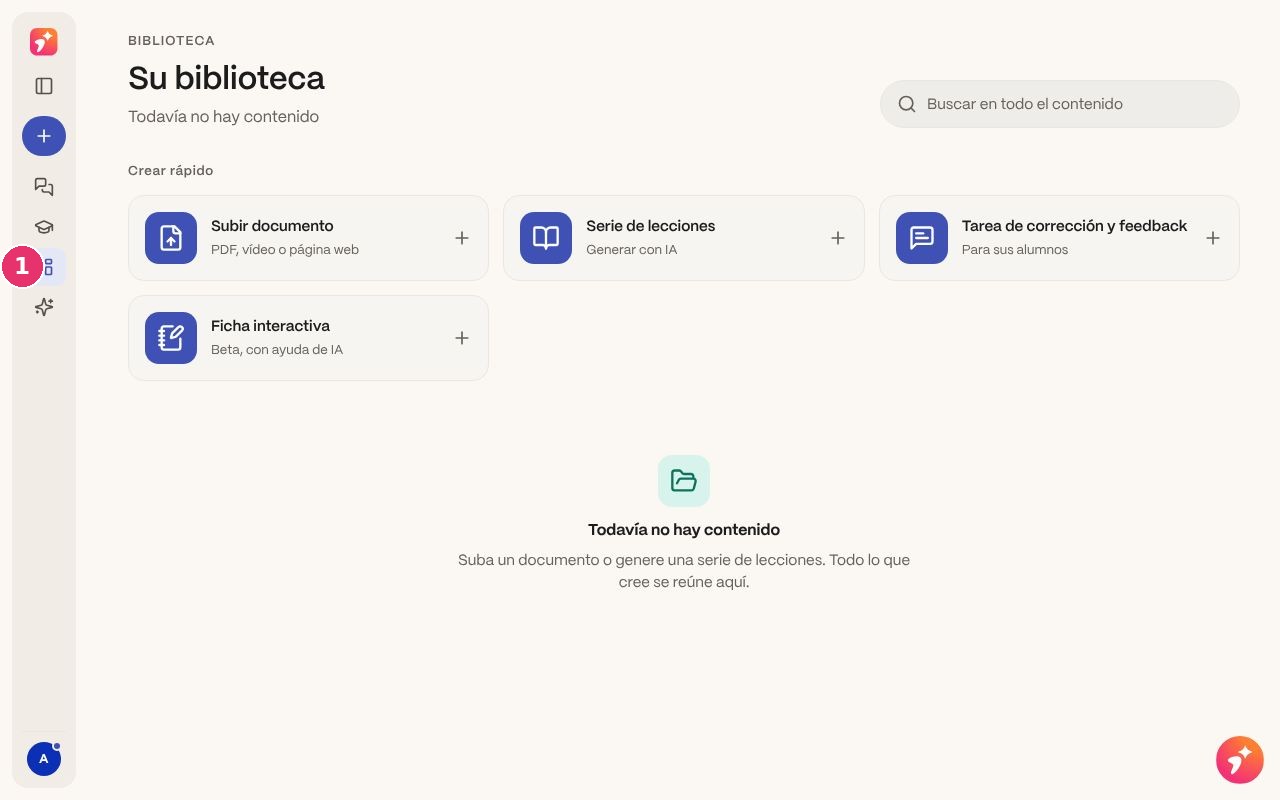 BIBLIOTECA
Su biblioteca
Todavía no hay contenido
Buscar en todo el contenido
Crear rápido
Subir documento
PDF, vídeo o página web
Serie de lecciones
Generar con IA
Tarea de corrección y feedback
Para sus alumnos
1
Ficha interactiva
Beta, con ayuda de IA
Todavía no hay contenido
Suba un documento o genere una serie de lecciones. Todo lo que
cree se reúne aquí.
A